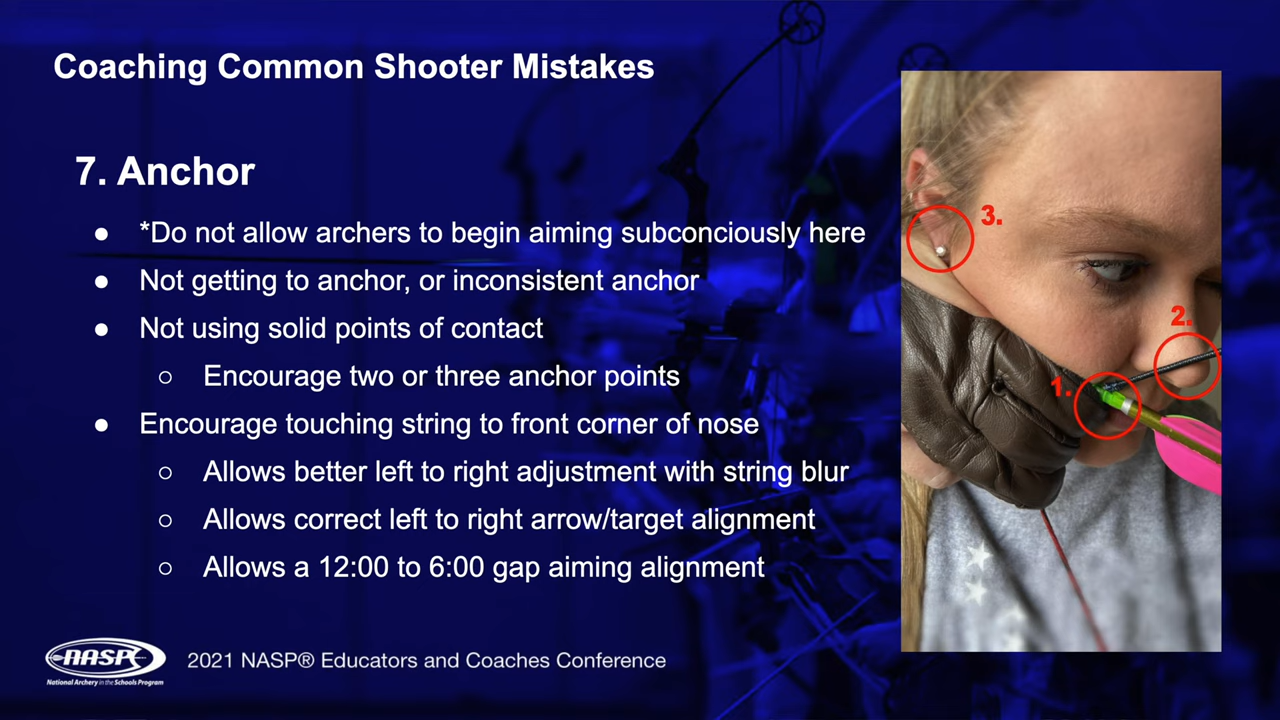 Coaching Common Shooter Mistakes
7. Anchor
● *Do not allow archers to begin aiming subconciously here
● Not getting to anchor, or inconsistent anchor
● Not using solid points of contact
○ Encourage two or three anchor points
● Encourage touching string to front corner of nose
○ Allows better left to right adjustment with string blur
○ Allows correct left to right arrow/target alignment
○ Allows a 12:00 to 6:00 gap aiming alignment
3.
2.
1.
NASP
National Archery in the Schools Program
2021 NASP® Educators and Coaches Conference